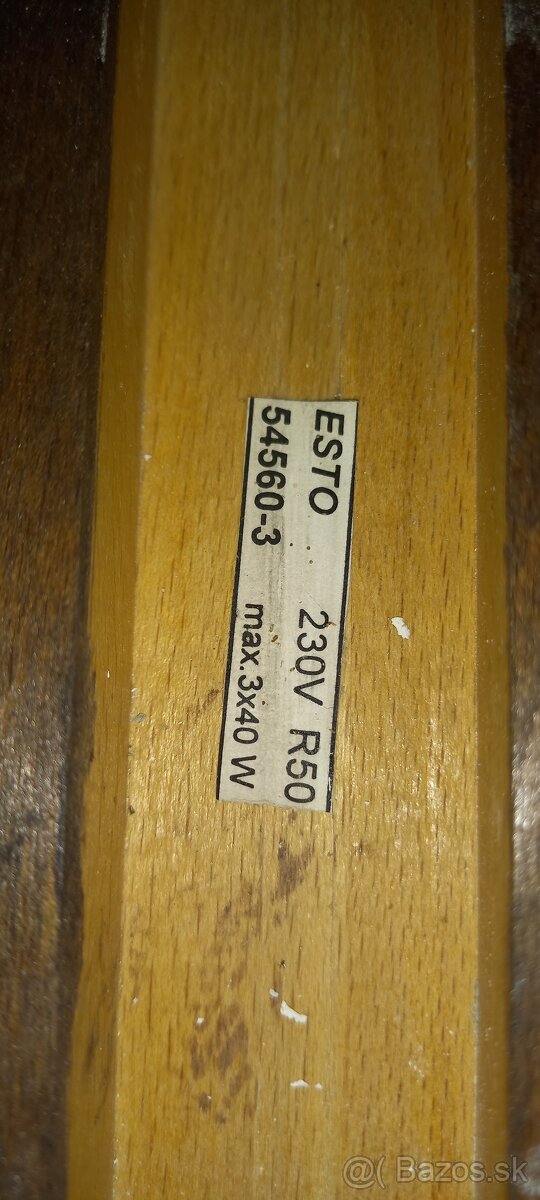 ESTO 230V R50
54560-3 max.3x40 W
@( Bazos.sk